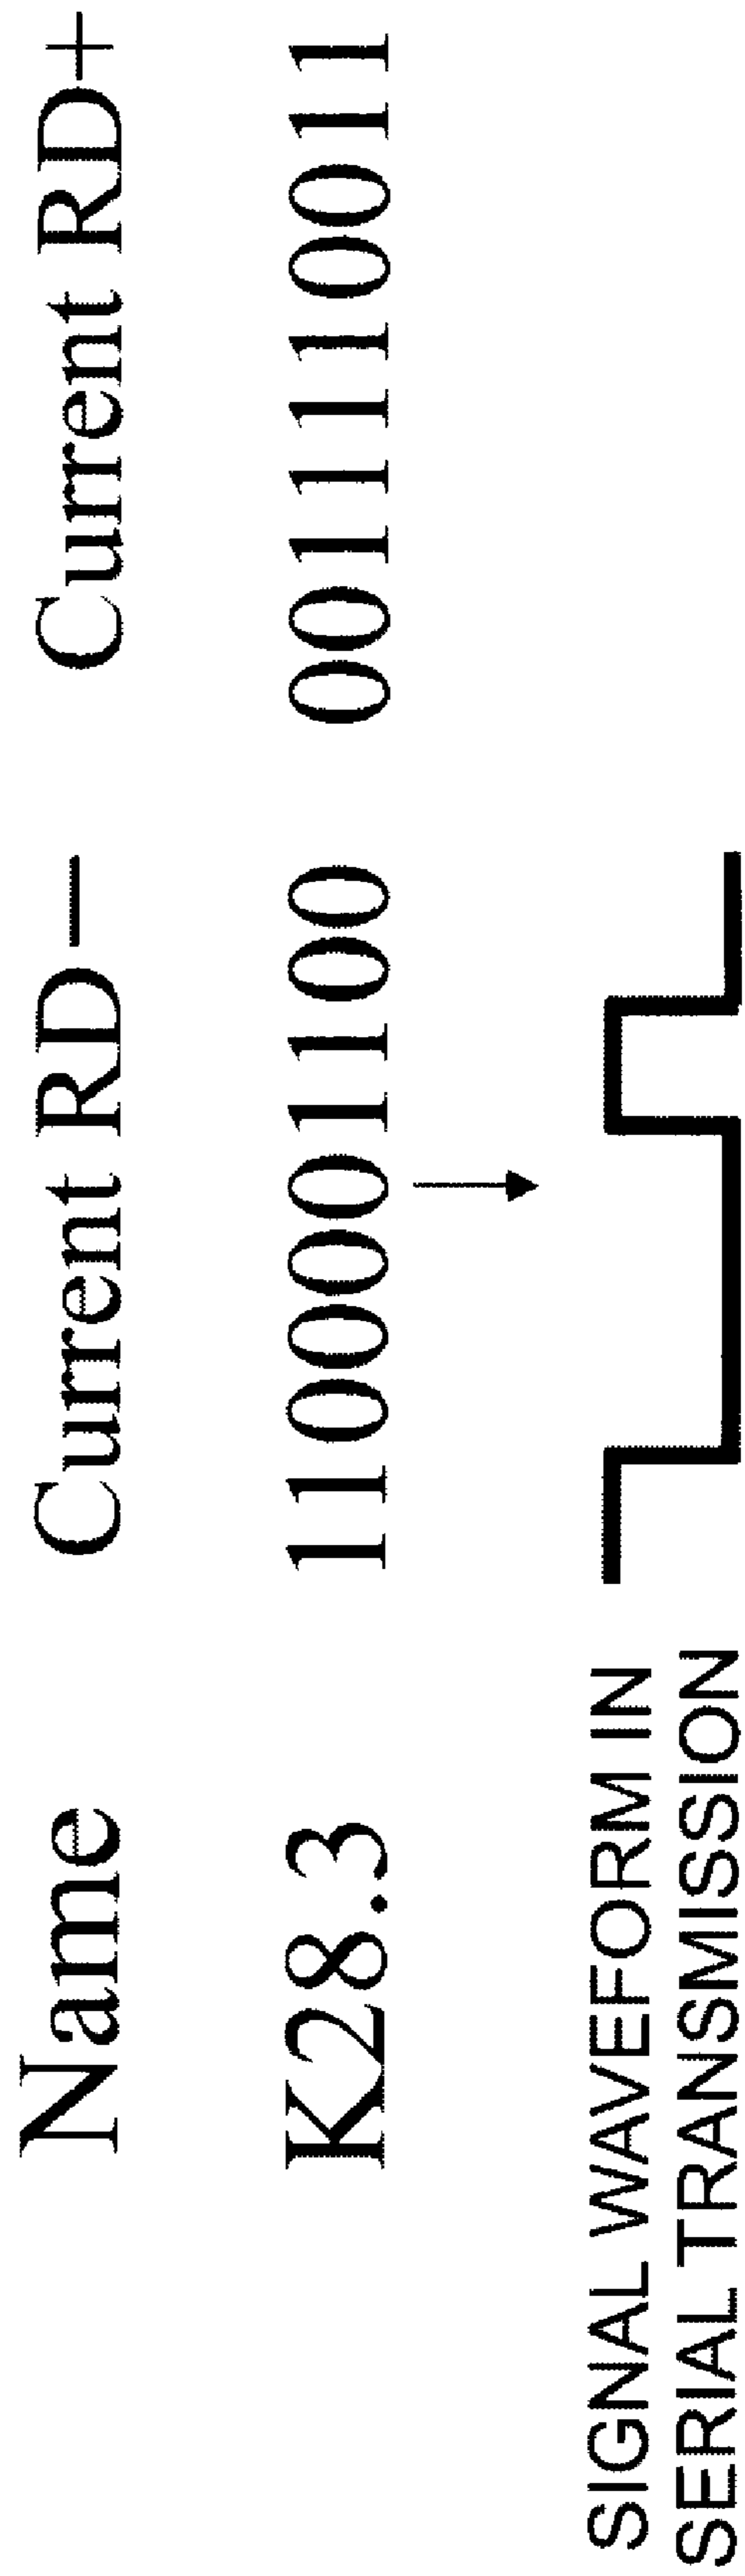 Name Current RD− Current RD+
K28.3 1100001100 0011110011
SIGNAL WAVEFORM IN
SERIAL TRANSMISSION